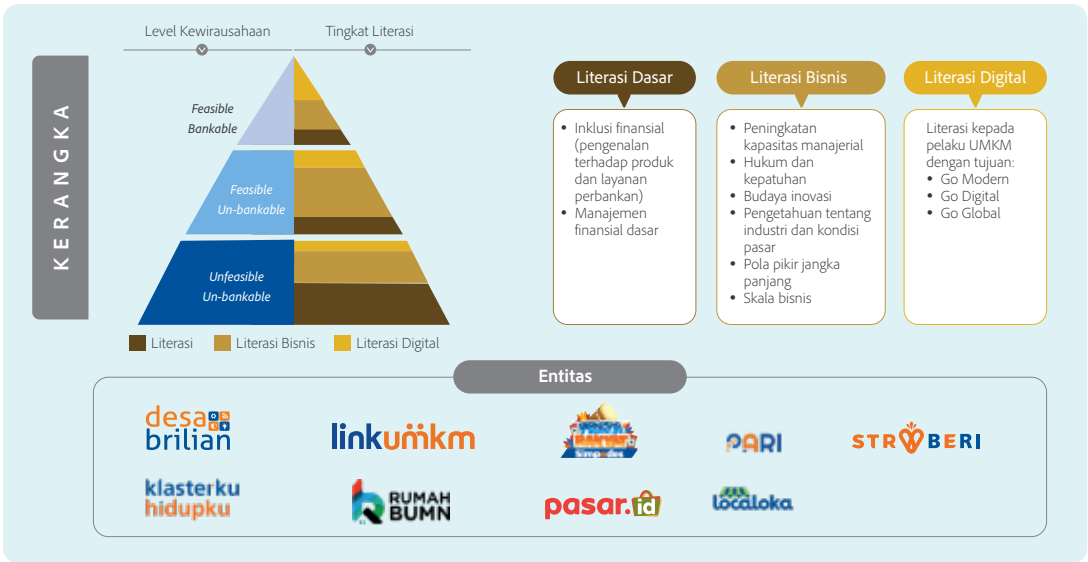 Level Kewirausahaan
Tingkat Literasi
KERANGKA
Feasible
Bankable
Feasible
Un-bankable
Unfeasible
Un-bankable
Literasi
Literasi Bisnis
Literasi Digital
Literasi Dasar
• Inklusi finansial
(pengenalan
terhadap produk
dan layanan
perbankan)
• Manajemen
finansial dasar
Literasi Bisnis
• Peningkatan
kapasitas manajerial
• Hukum dan
kepatuhan
• Budaya inovasi
• Pengetahuan tentang
industri dan kondisi
pasar
• Pola pikir jangka
panjang
• Skala bisnis
Literasi Digital
Literasi kepada
pelaku UMKM
dengan tujuan:
• Go Modern
• Go Digital
• Go Global
Entitas
desa
brilian
linkumkm
Simpedes
PARI
STRBERI
klasterku
hidupku
RUMAH
BUMN
pasar.id
localoka